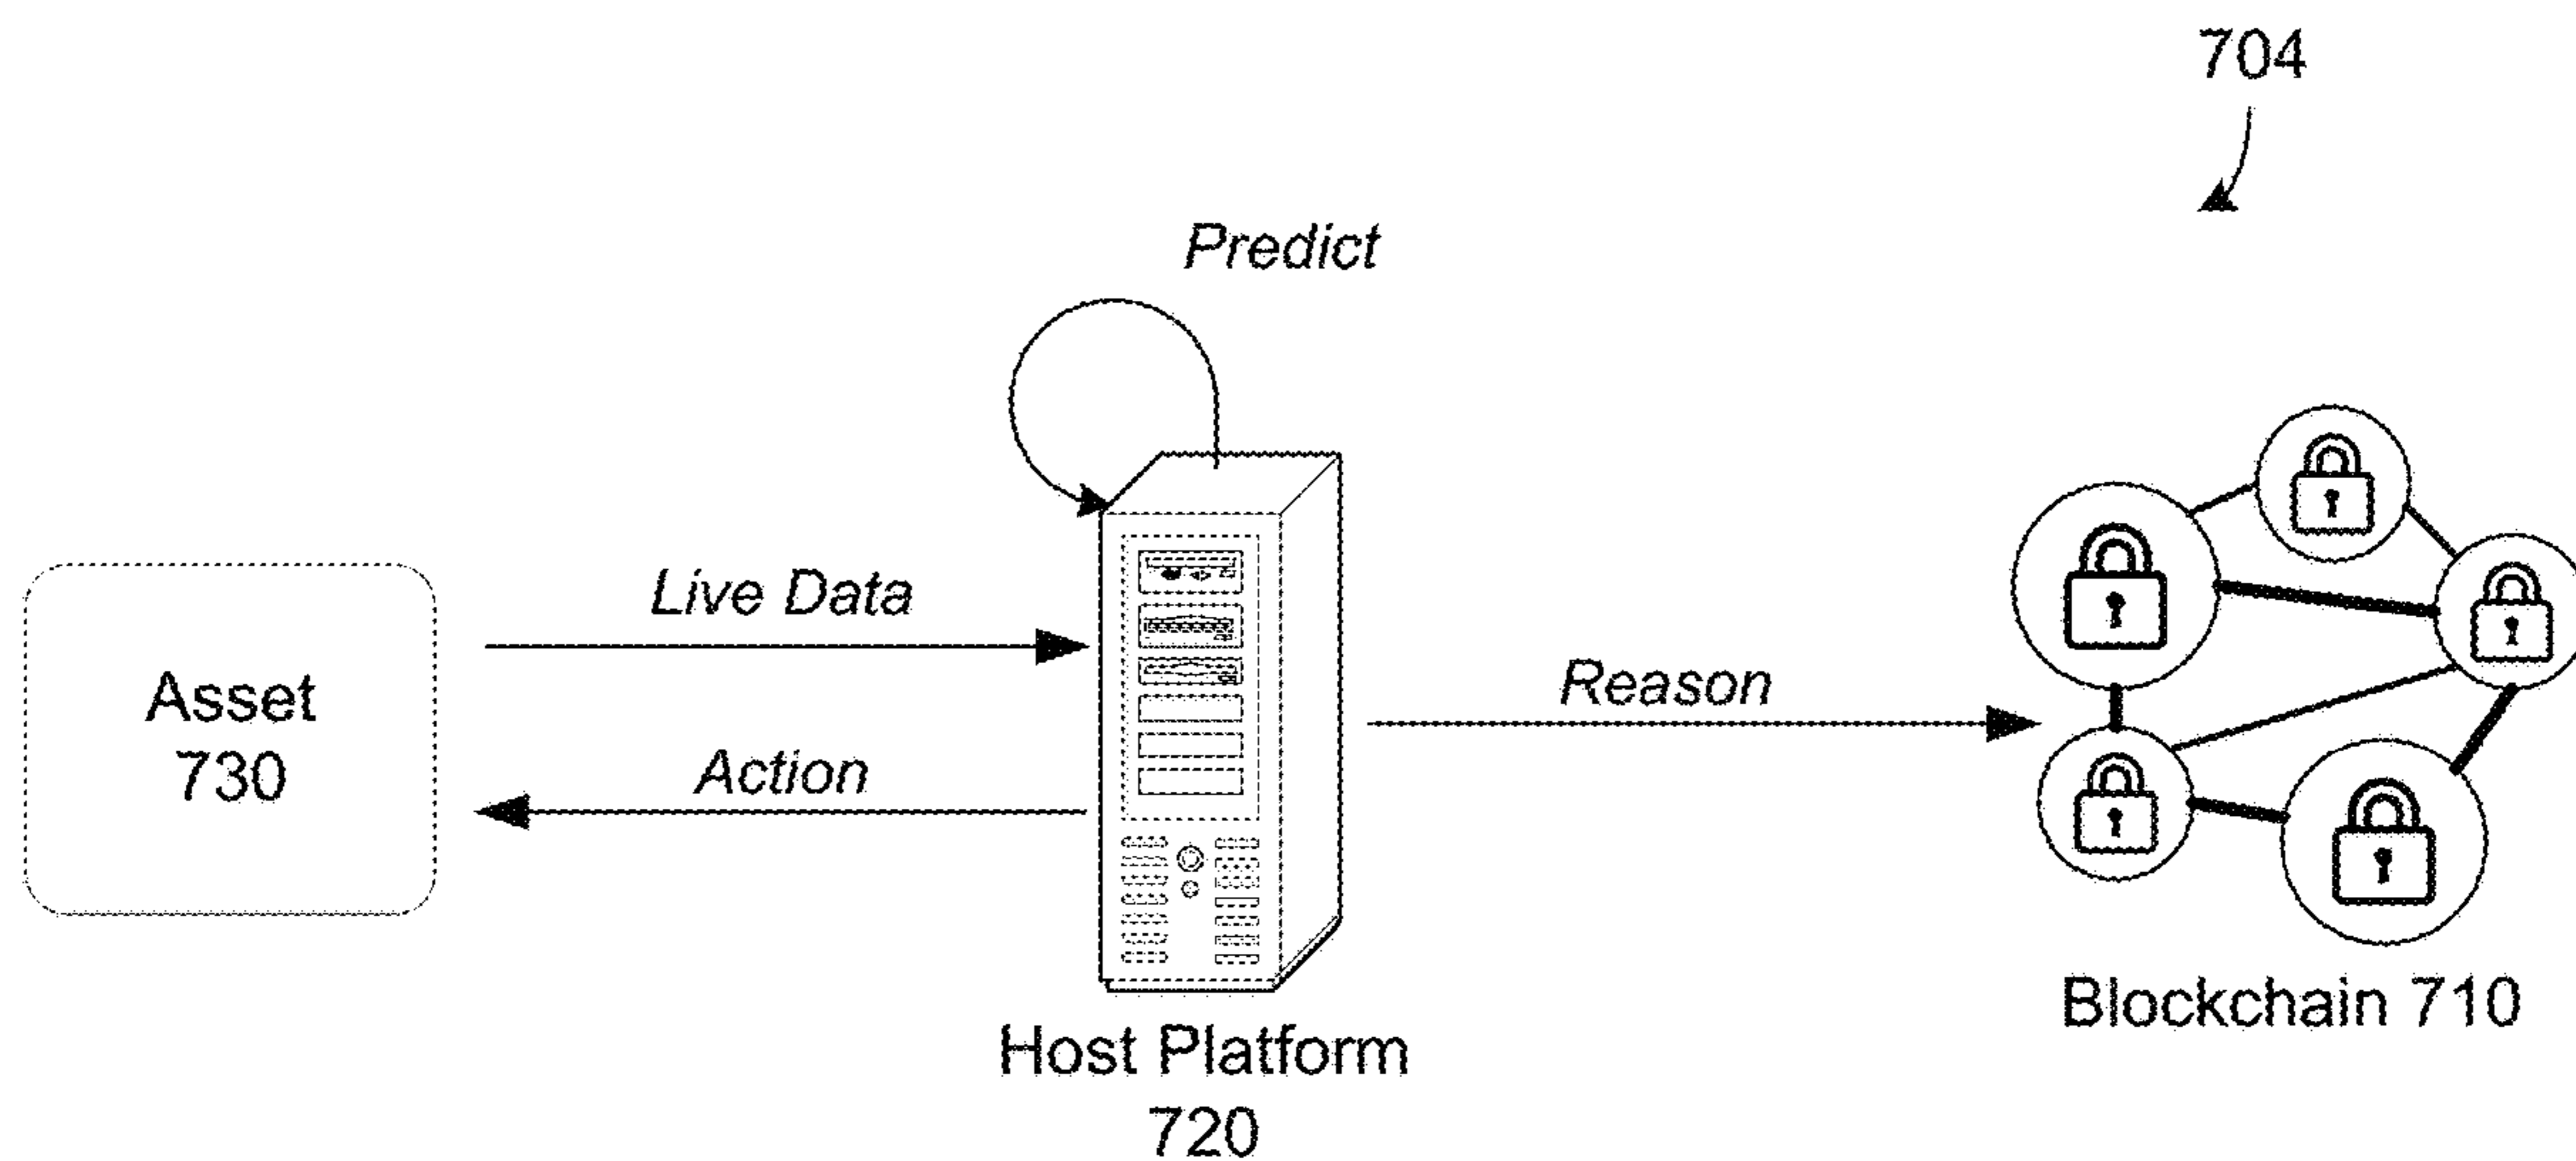 704
Predict
Live Data
Asset
730
Reason
Action
Blockchain 710
Host Platform
720